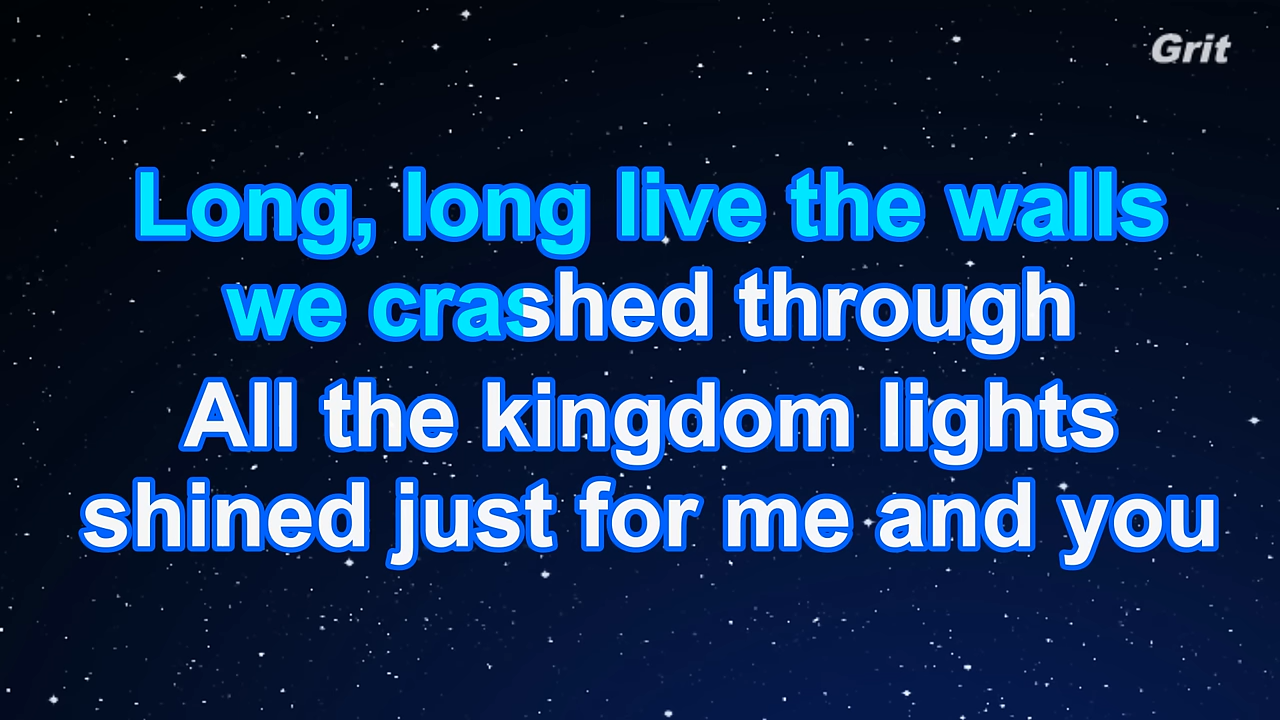 Grit
Long, long live the walls
we crashed through
All the kingdom lights
shined just for me and you